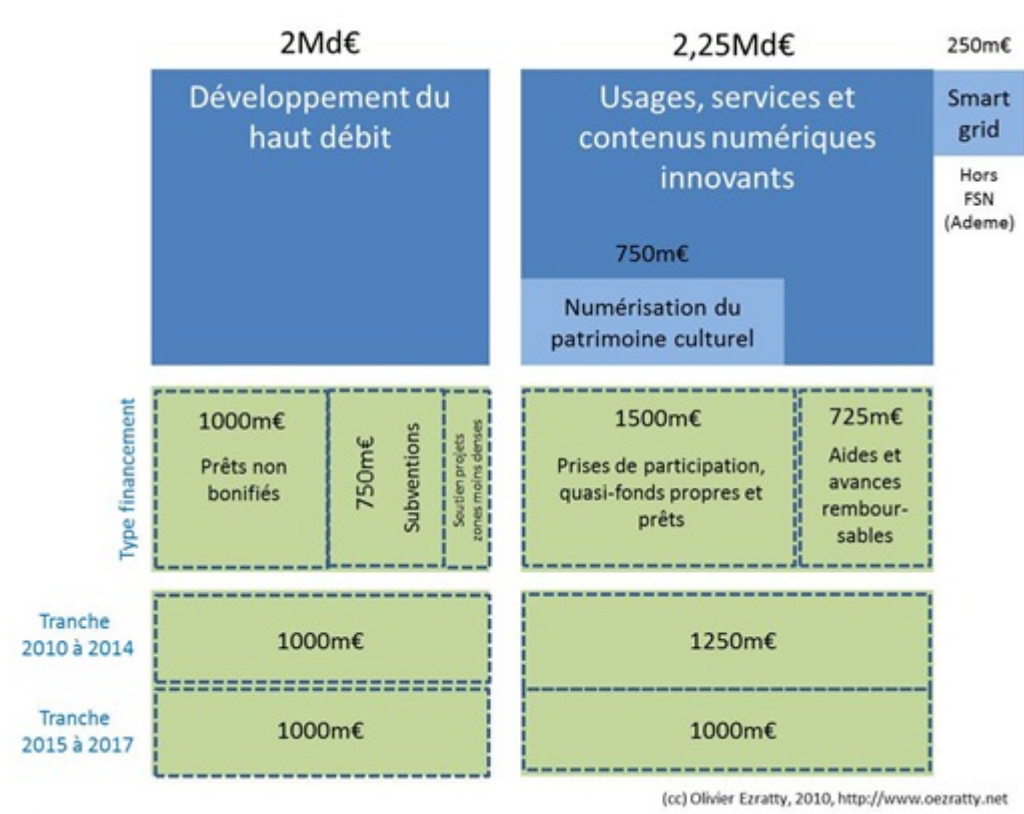 2Md€
2,25Md€
250m€
Développement du
haut débit
Usages, services et
contenus numériques
innovants
Smart
grid
Hors
FSN
(Ademe)
750m€
Numérisation du
patrimoine culturel
Type financement
1000m€
Prêts non
bonifiés
750m€
Subventions
Soutien projets
zones moins denses
1500m€
Prises de participation,
quasi-fonds propres et
prêts
725m€
Aides et
avances
rembour-
sables
Tranche
2010 à 2014
1000m€
1250m€
Tranche
2015 à 2017
1000m€
1000m€
(cc) Olivier Ezratty, 2010, http://www.oezratty.net